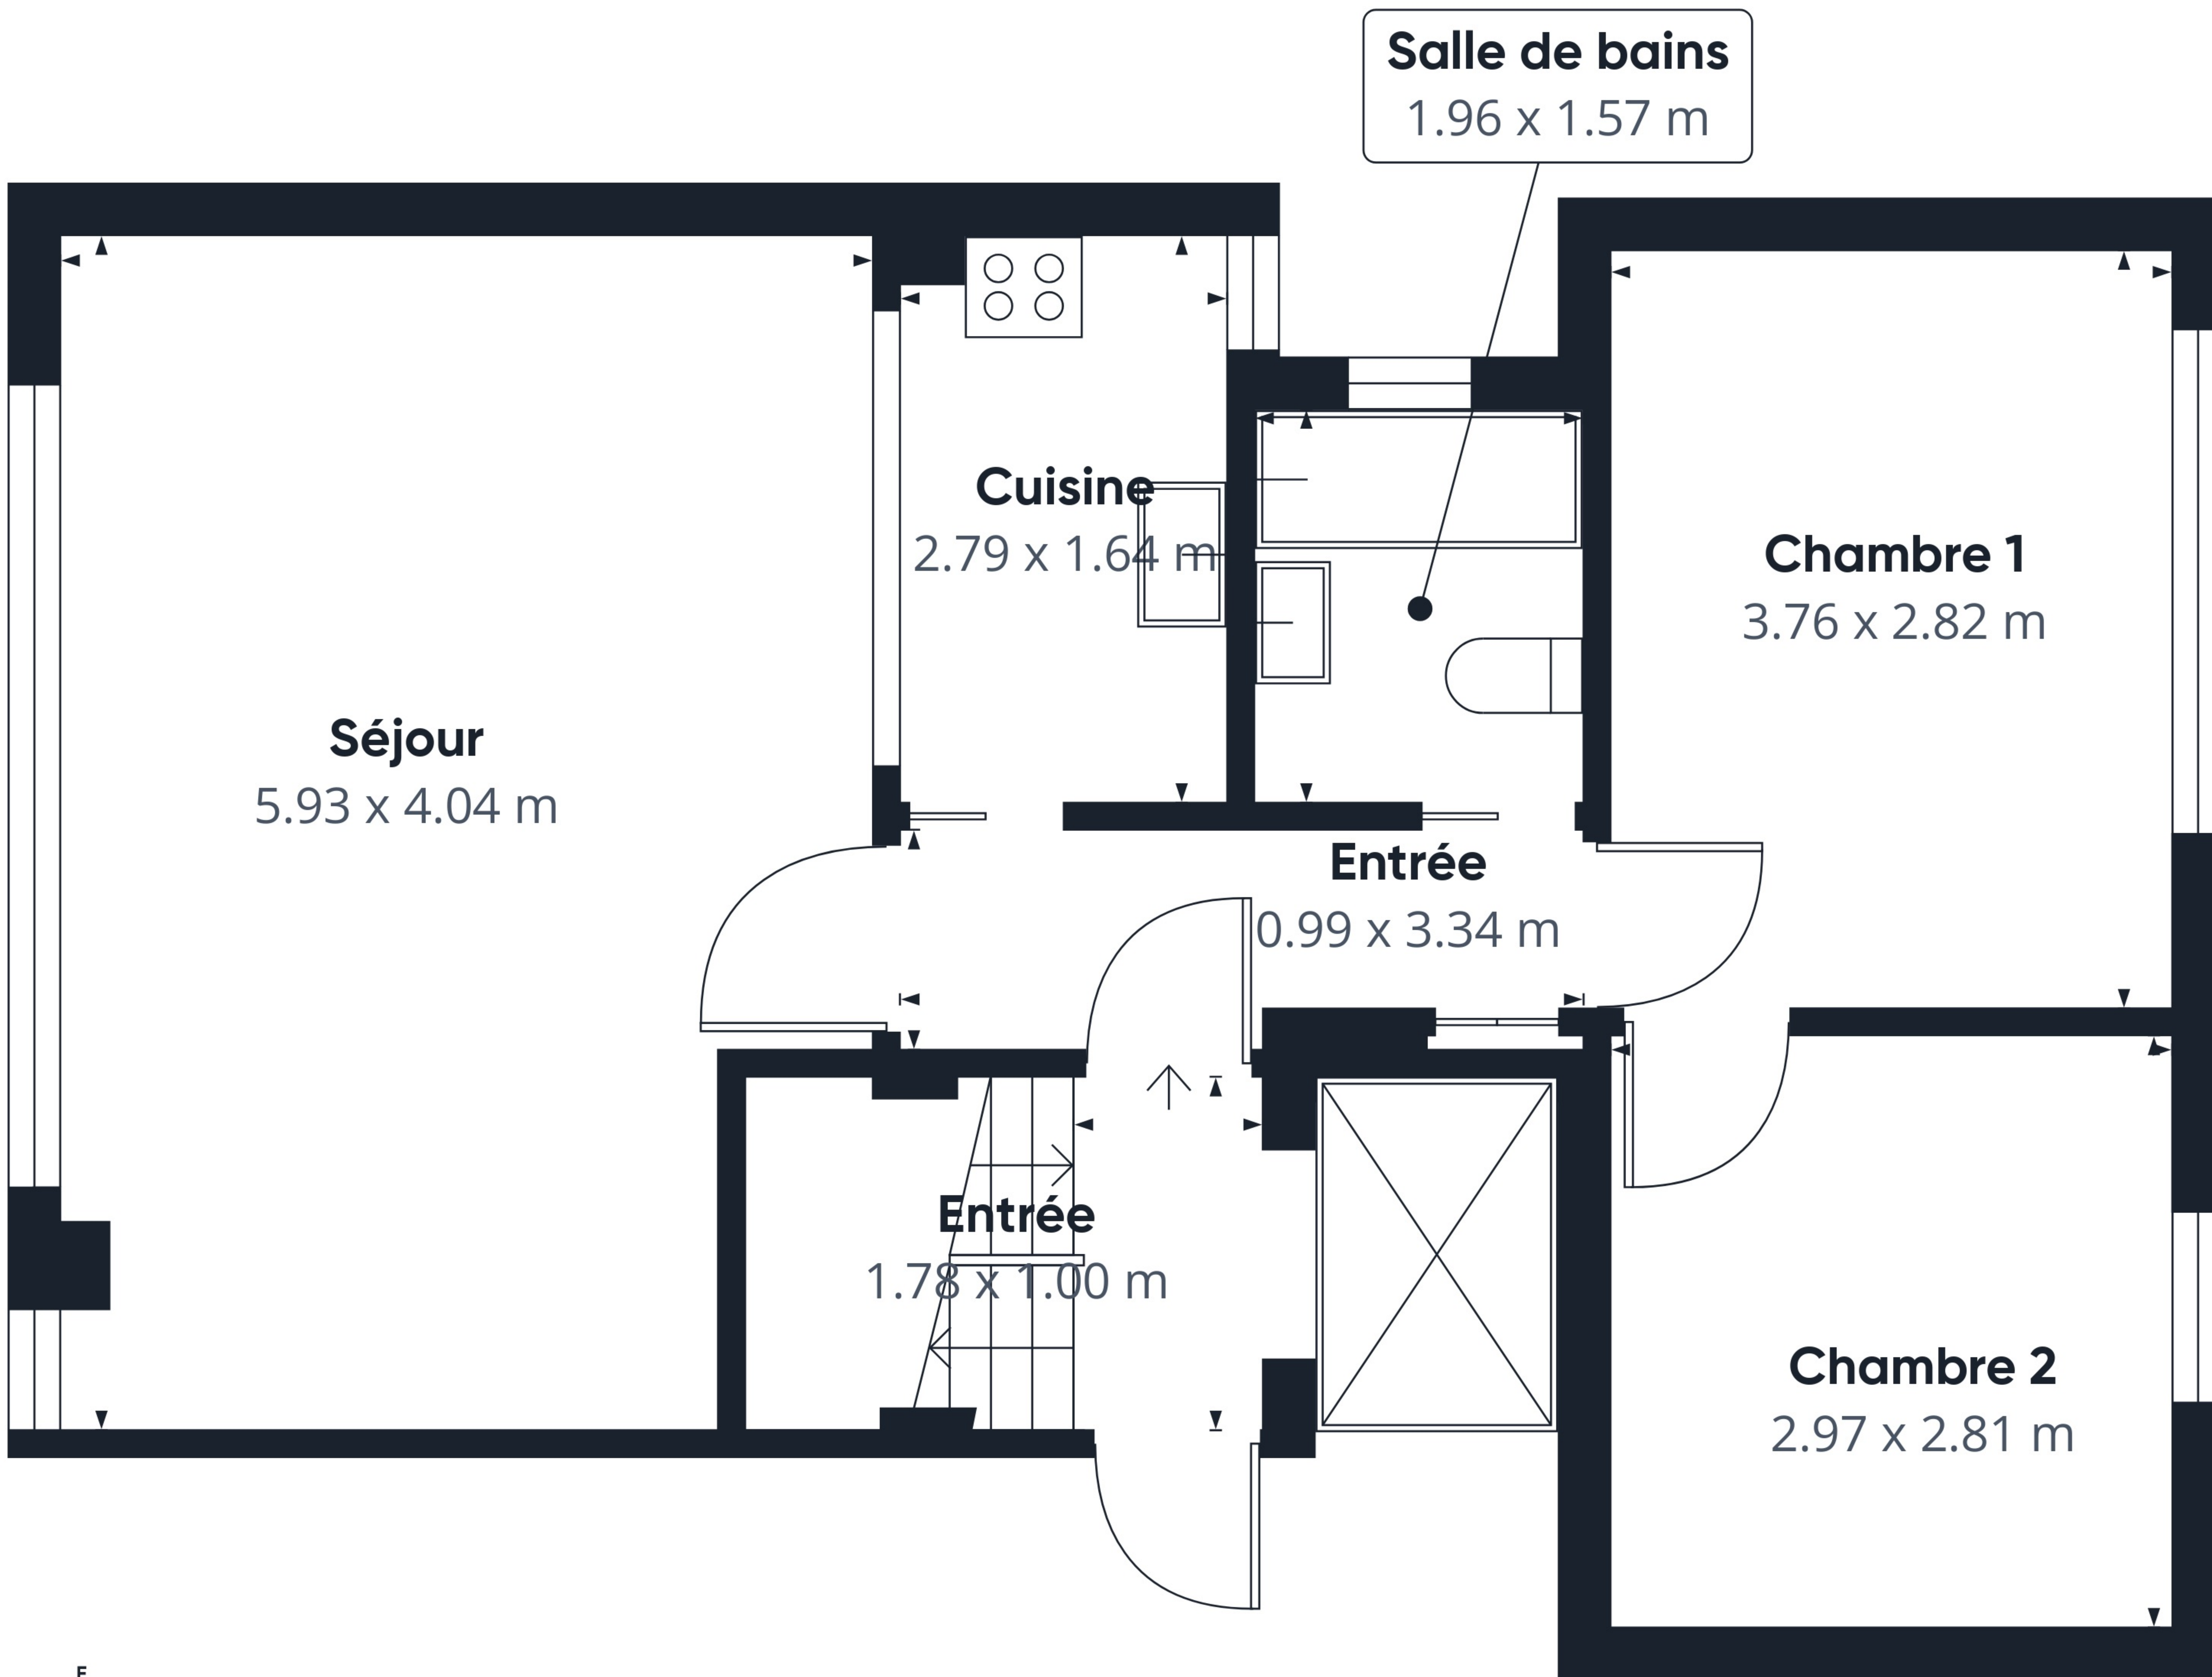 Salle de bains
1.96 x 1.57 m
Cuisine
2.79 x 1.64 m
Chambre 1
3.76 x 2.82 m
Séjour
5.93 x 4.04 m
Entrée
0.99 x 3.34 m
Entrée
1.78 x 1.00 m
Chambre 2
2.97 x 2.81 m